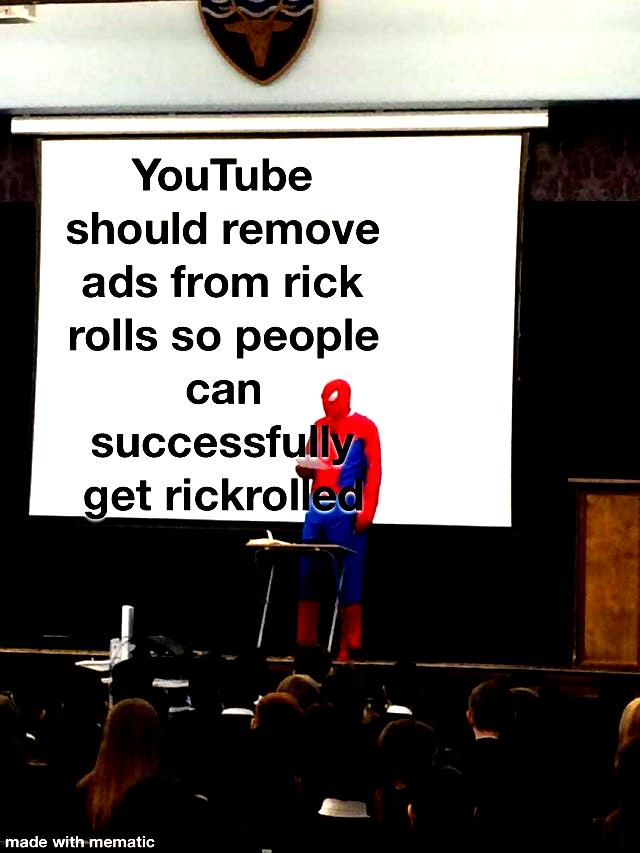 YouTube
should remove
ads from rick
rolls so people
can
successfully
get rickrolled
made with mematic